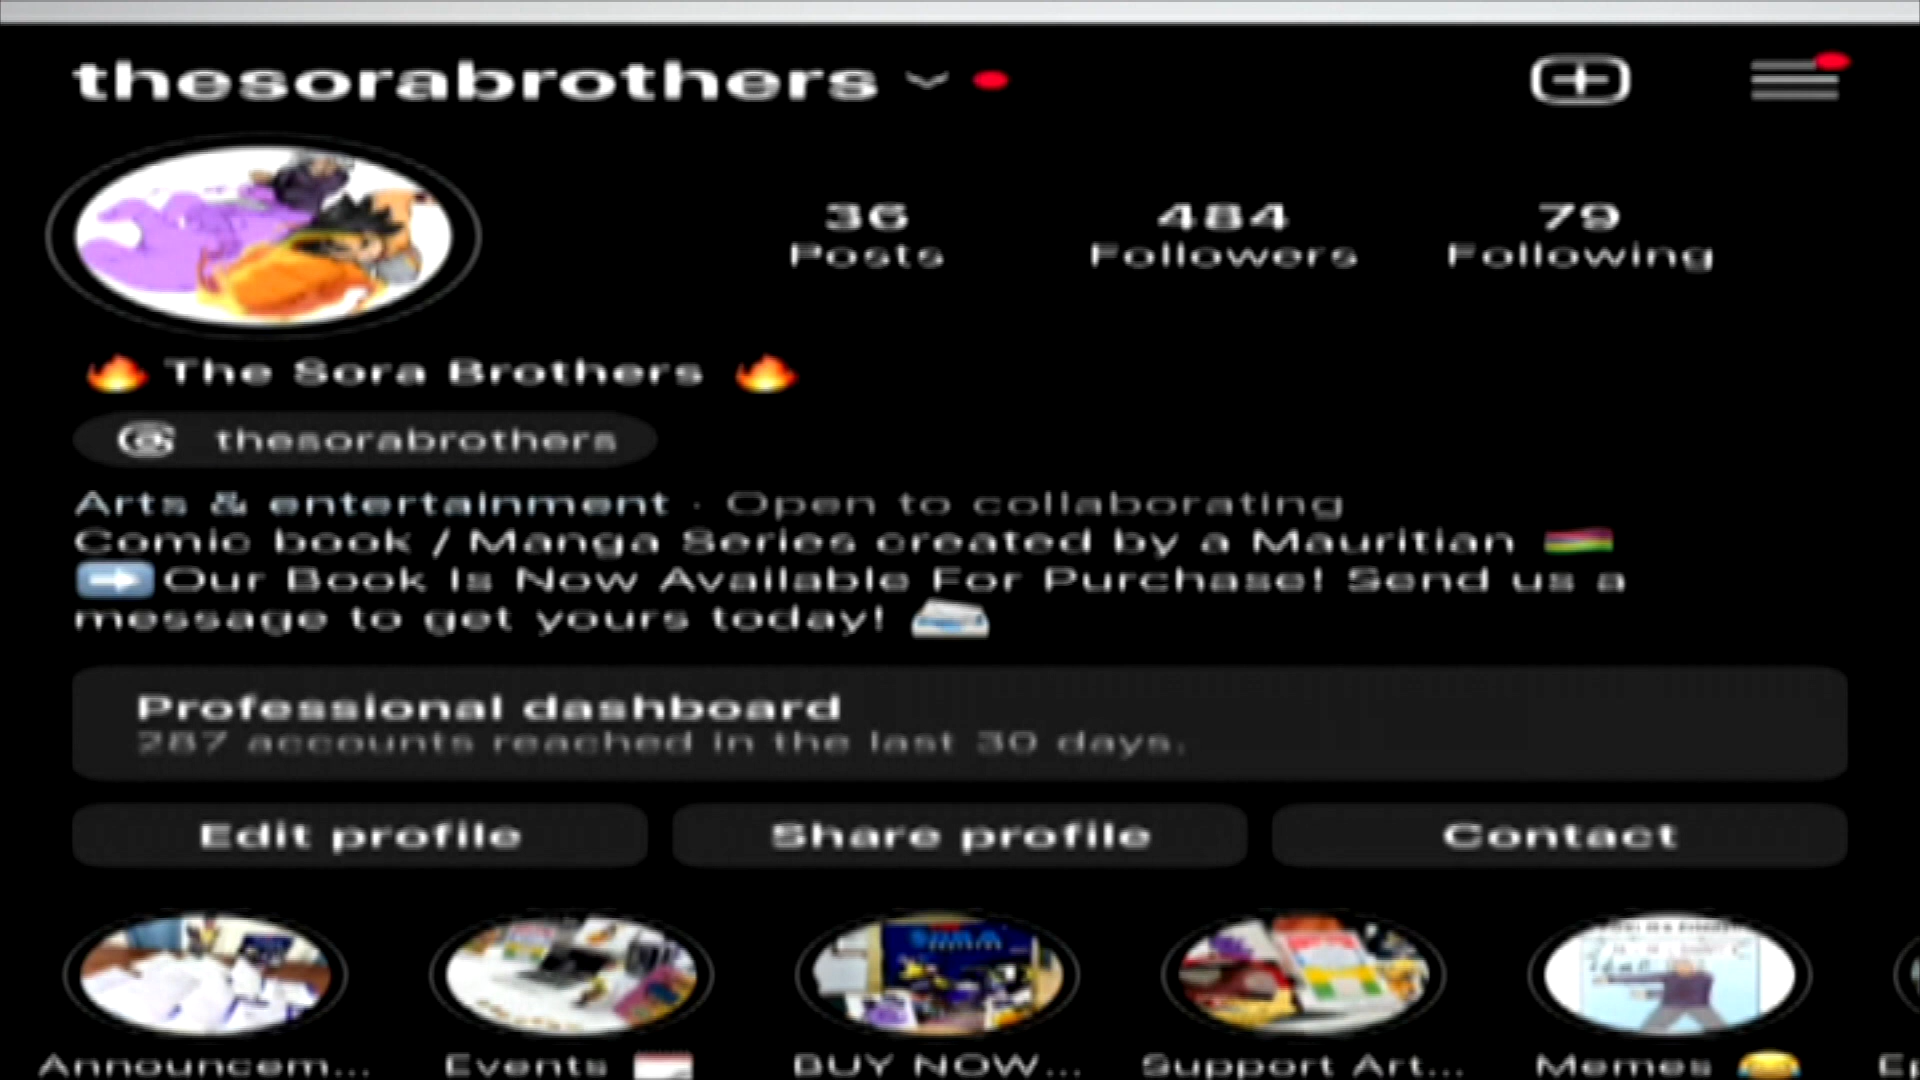 thesorabrothers
36 484 79
Posts Followers Following
🔥 The Sora Brothers 🔥
thesorabrothers
Arts & entertainment · Open to collaborating
Comic book / Manga Series created by a Mauritian 🇲🇺
➡️Our Book Is Now Available For Purchase! Send us a
message to get yours today!
Professional dashboard
287 accounts reached in the last 30 days.
Edit profile Share profile Contact
SORA
Announcem... Events BUY NOW... Support Art... Memes Ep